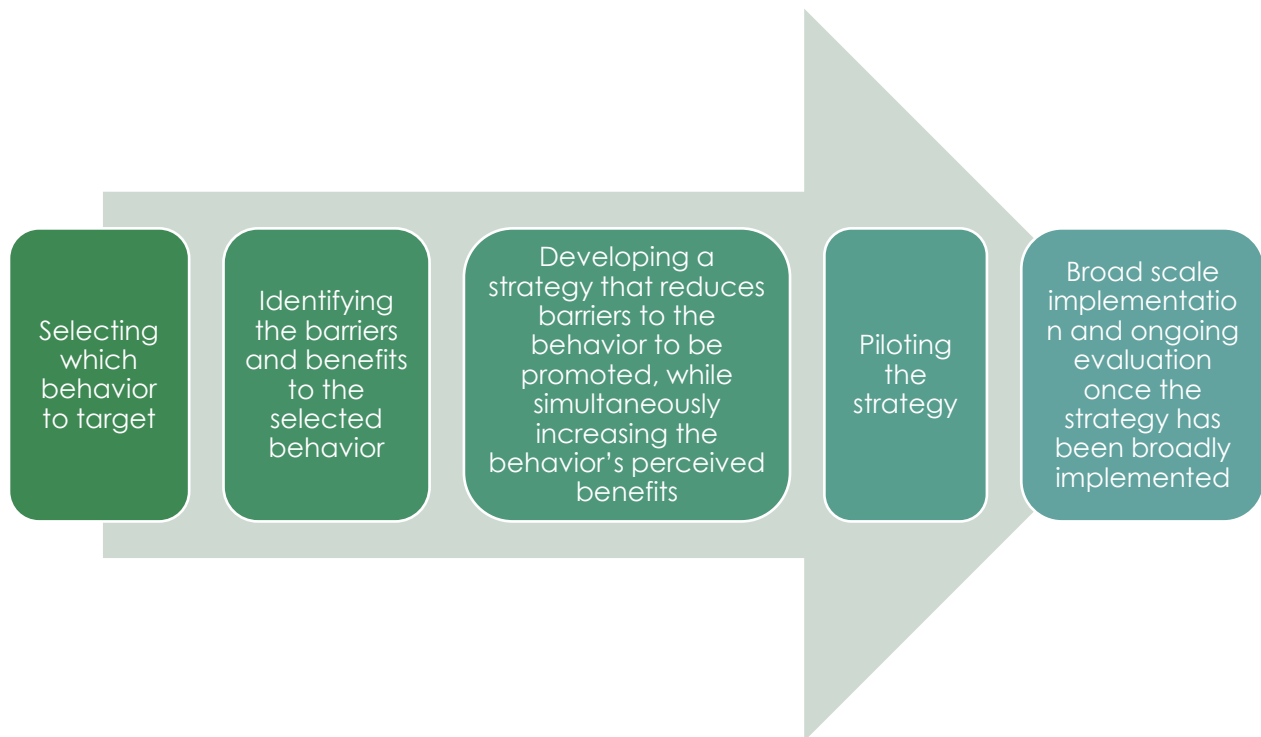 Selecting
which
behavior
to target
Identifying
the barriers
and benefits
to the
selected
behavior
Developing a
strategy that reduces
barriers to the
behavior to be
promoted, while
simultaneously
increasing the
behavior’s perceived
benefits
Piloting
the
strategy
Broad scale
implementatio
n and ongoing
evaluation
once the
strategy has
been broadly
implemented